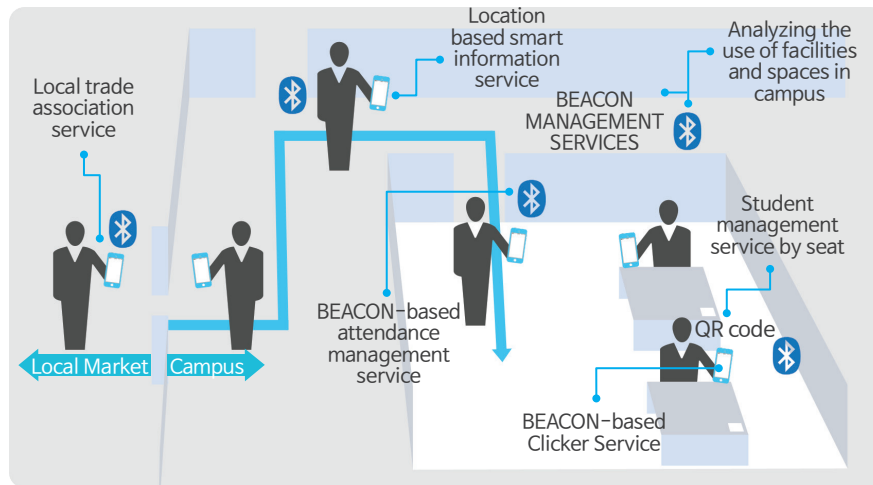 Local trade
association
service
Location
based smart
information
service
Analyzing the
use of facilities
and spaces in
campus
BEACON
MANAGEMENT
SERVICES
Student
management
service by seat
BEACON-based
attendance
management
service
QR code
Local Market
Campus
BEACON-based
Clicker Service